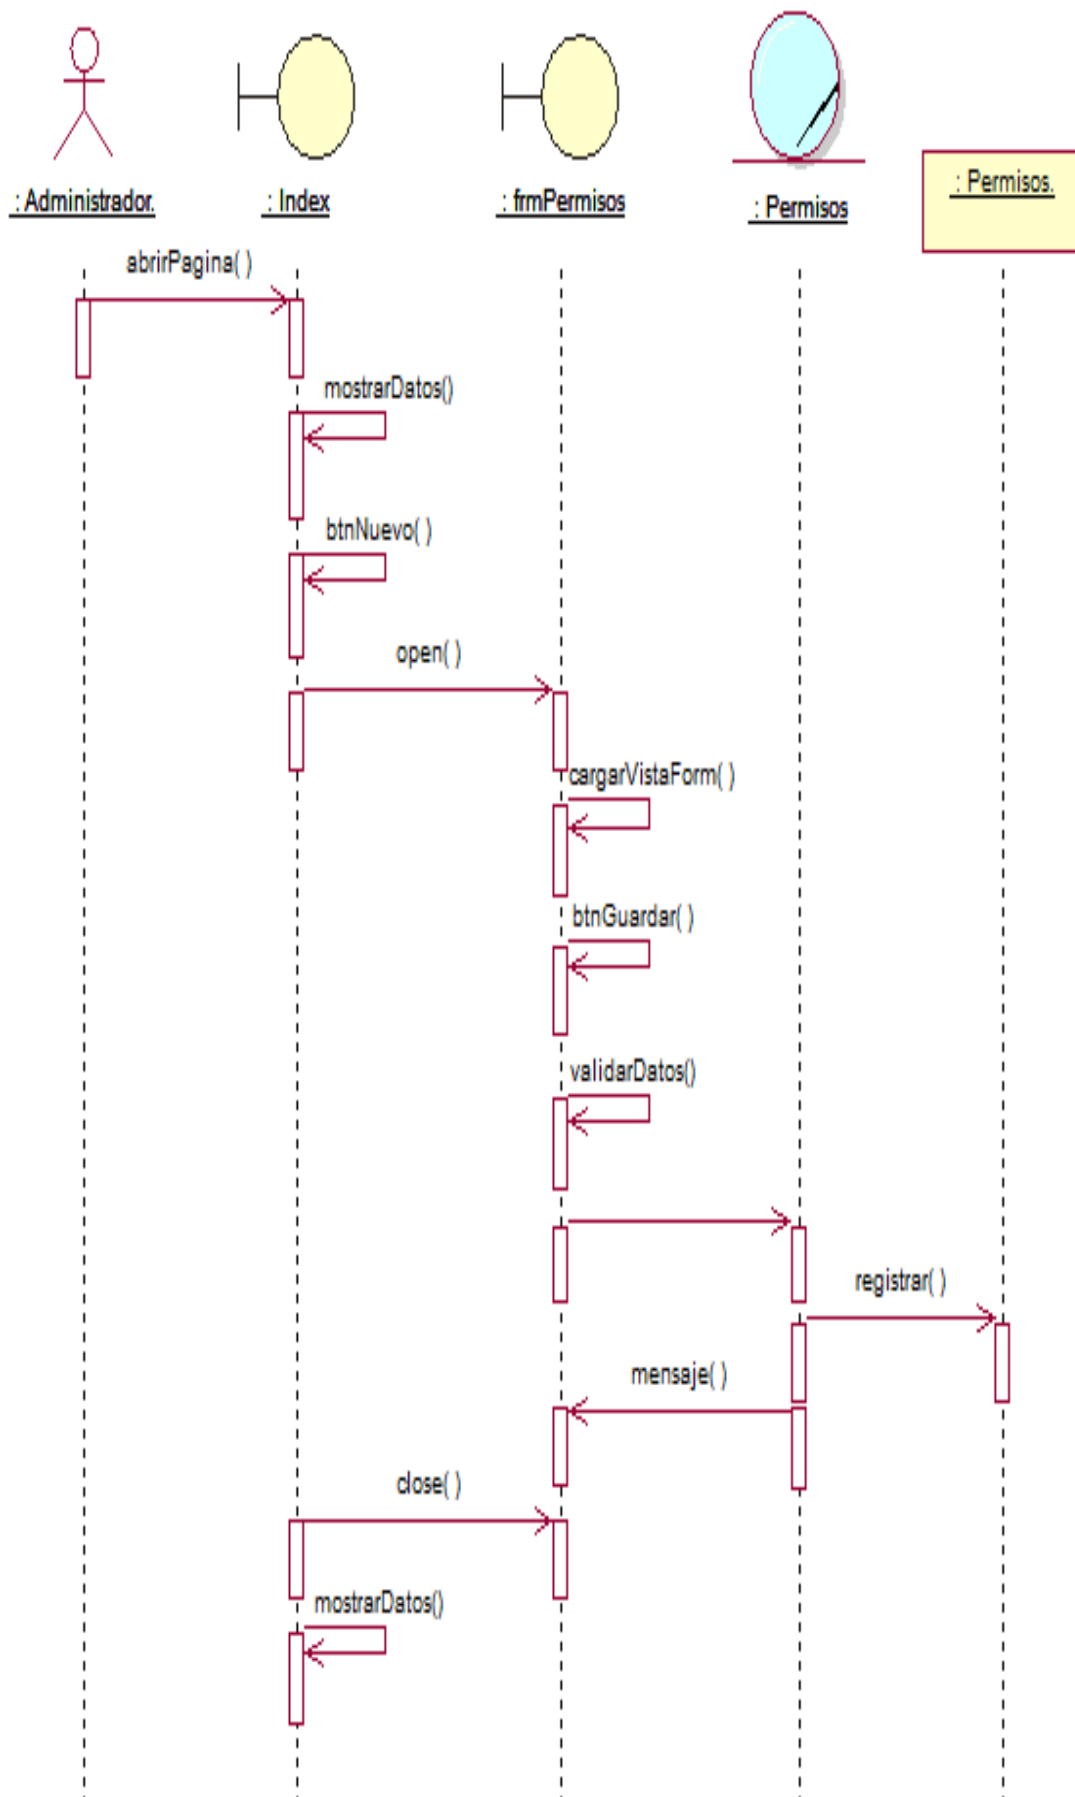 : Administrador.
: Index
: frmPermisos
: Permisos
: Permisos.
abrirPagina( )
mostrarDatos()
btnNuevo( )
open( )
cargarVistaForm( )
btnGuardar( )
validarDatos()
registrar( )
mensaje( )
close( )
mostrarDatos()